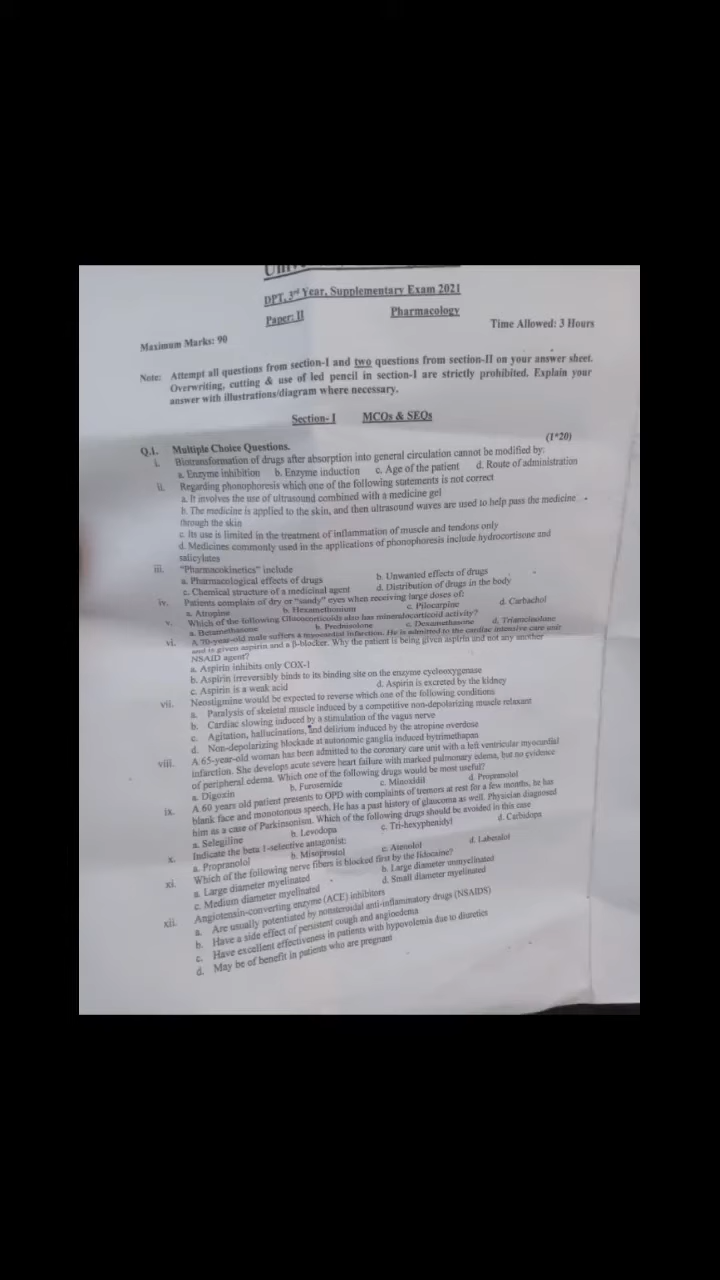 DPT, 3rd Year, Supplementary Exam 2021
Paper: II Pharmacology
Maximum Marks: 90 Time Allowed: 3 Hours
Note: Attempt all questions from section-I and two questions from section-II on your answer sheet.
Overwriting, cutting & use of led pencil in section-I are strictly prohibited. Explain your
answer with illustrations/diagram where necessary.
Section- I MCQs & SEQs
Q.1. Multiple Choice Questions. (1*20)
i. Biotransformation of drugs after absorption into general circulation cannot be modified by:
a. Enzyme inhibition b. Enzyme induction c. Age of the patient d. Route of administration
ii. Regarding phonophoresis which one of the following statements is not correct
a. It involves the use of ultrasound combined with a medicine gel
b. The medicine is applied to the skin, and then ultrasound waves are used to help pass the medicine
through the skin
c. Its use is limited in the treatment of inflammation of muscle and tendons only
d. Medicines commonly used in the applications of phonophoresis include hydrocortisone and
salicylates
iii. "Pharmacokinetics" include
a. Pharmacological effects of drugs b. Unwanted effects of drugs
c. Chemical structure of a medicinal agent d. Distribution of drugs in the body
iv. Patients complain of dry or "sandy" eyes when receiving large doses of:
a. Atropine b. Hexamethonium c. Pilocarpine d. Carbachol
v. Which of the following Glucocorticoids also has mineralocorticoid activity?
a. Betamethasone b. Prednisolone c. Dexamethasone d. Triamcinolone
vi. A 70-year-old male suffers a myocardial infarction. He is admitted to the cardiac intensive care unit
and is given aspirin and a β-blocker. Why the patient is being given aspirin and not any another
NSAID agent?
a. Aspirin inhibits only COX-1
b. Aspirin irreversibly binds to its binding site on the enzyme cyclooxygenase
c. Aspirin is a weak acid d. Aspirin is excreted by the kidney
vii. Neostigmine would be expected to reverse which one of the following conditions
a. Paralysis of skeletal muscle induced by a competitive non-depolarizing muscle relaxant
b. Cardiac slowing induced by a stimulation of the vagus nerve
c. Agitation, hallucinations, and delirium induced by the atropine overdose
d. Non-depolarizing blockade at autonomic ganglia induced bytrimethapan
viii. A 65-year-old woman has been admitted to the coronary care unit with a left ventricular myocardial
infarction. She develops acute severe heart failure with marked pulmonary edema, but no evidence
of peripheral edema. Which one of the following drugs would be most useful?
a. Digoxin b. Furosemide c. Minoxidil d. Propranolol
ix. A 60 years old patient presents to OPD with complaints of tremors at rest for a few months, he has
blank face and monotonous speech. He has a past history of glaucoma as well. Physician diagnosed
him as a case of Parkinsonism. Which of the following drugs should be avoided in this case
a. Selegiline b. Levodopa c. Tri-hexyphenidyl d. Carbidopa
x. Indicate the beta 1-selective antagonist:
a. Propranolol b. Misoprostol c. Atenolol d. Labetalol
xi. Which of the following nerve fibers is blocked first by the lidocaine?
a. Large diameter myelinated b. Large diameter unmyelinated
c. Medium diameter myelinated d. Small diameter myelinated
xii. Angiotensin-converting enzyme (ACE) inhibitors
a. Are usually potentiated by nonsteroidal anti-inflammatory drugs (NSAIDS)
b. Have a side effect of persistent cough and angioedema
c. Have excellent effectiveness in patients with hypovolemia due to diuretics
d. May be of benefit in patients who are pregnant